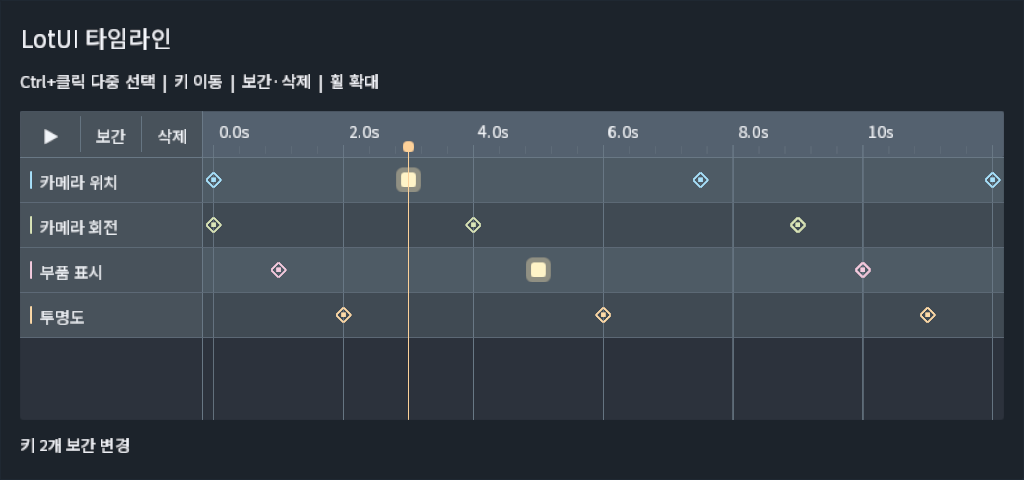 LotUI 타임라인
Ctrl+클릭 다중 선택 | 키 이동 | 보간·삭제 | 휠 확대
보간 삭제 0.0s 2.0s 4.0s 6.0s 8.0s 10s
카메라 위치
카메라 회전
부품 표시
투명도
키 2개 보간 변경